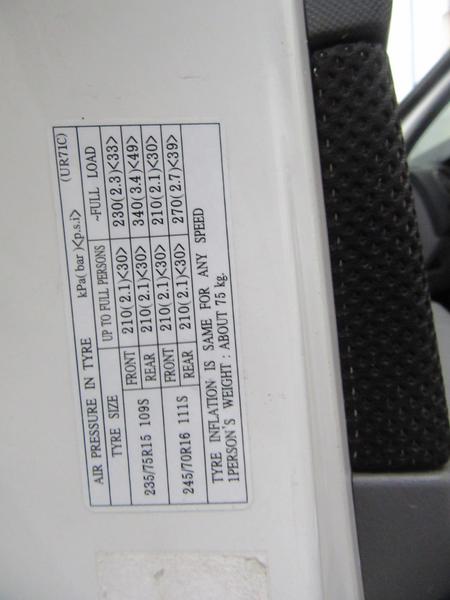 AIR PRESSURE IN TYRE kPa(bar)<p.s.i> (UR71C)
TYRE SIZE UP TO FULL PERSONS ~FULL LOAD
235/75R15 109S FRONT 210(2.1)<30> 230(2.3)<33>
REAR 210(2.1)<30> 340(3.4)<49>
245/70R16 111S FRONT 210(2.1)<30> 210(2.1)<30>
REAR 210(2.1)<30> 270(2.7)<39>
TYRE INFLATION IS SAME FOR ANY SPEED
1PERSON'S WEIGHT : ABOUT 75 kg.